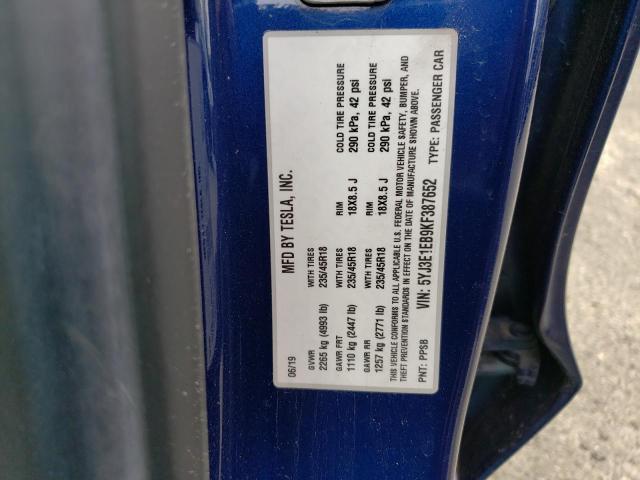 MFD BY TESLA, INC.
06/19
GVWR WITH TIRES RIM COLD TIRE PRESSURE
2265 kg (4993 lb) 235/45R18 18X8.5 J 290 kPa, 42 psi
GAWR FRT WITH TIRES RIM COLD TIRE PRESSURE
1110 kg (2447 lb) 235/45R18 18X8.5 J 290 kPa, 42 psi
GAWR RR WITH TIRES
1257 kg (2771 lb) 235/45R18
THIS VEHICLE CONFORMS TO ALL APPLICABLE U.S. FEDERAL MOTOR VEHICLE SAFETY, BUMPER, AND
THEFT PREVENTION STANDARDS IN EFFECT ON THE DATE OF MANUFACTURE SHOWN ABOVE.
VIN: 5YJ3E1EB9KF387652 TYPE: PASSENGER CAR
PNT: PPSB